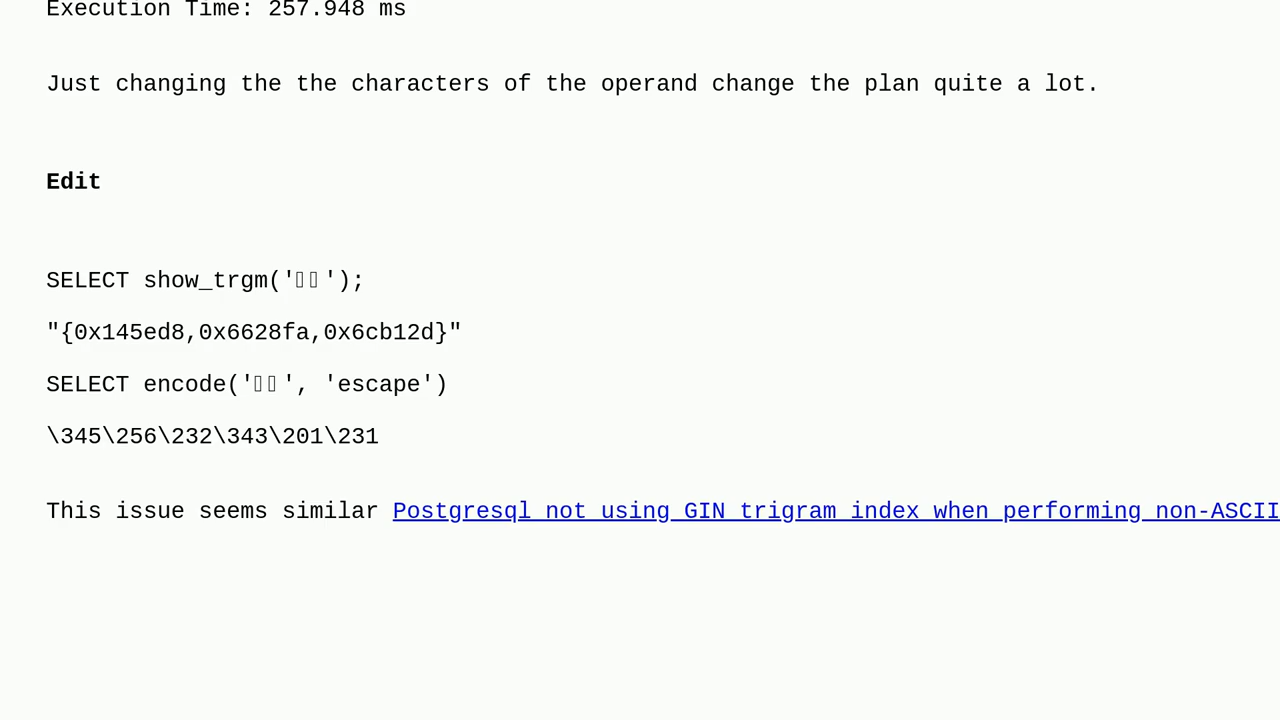 Execution Time: 257.948 ms
Just changing the the characters of the operand change the plan quite a lot.
Edit
SELECT show_trgm('▯▯');
"{0x145ed8,0x6628fa,0x6cb12d}"
SELECT encode('▯▯', 'escape')
\345\256\232\343\201\231
This issue seems similar Postgresql not using GIN trigram index when performing non-ASCII